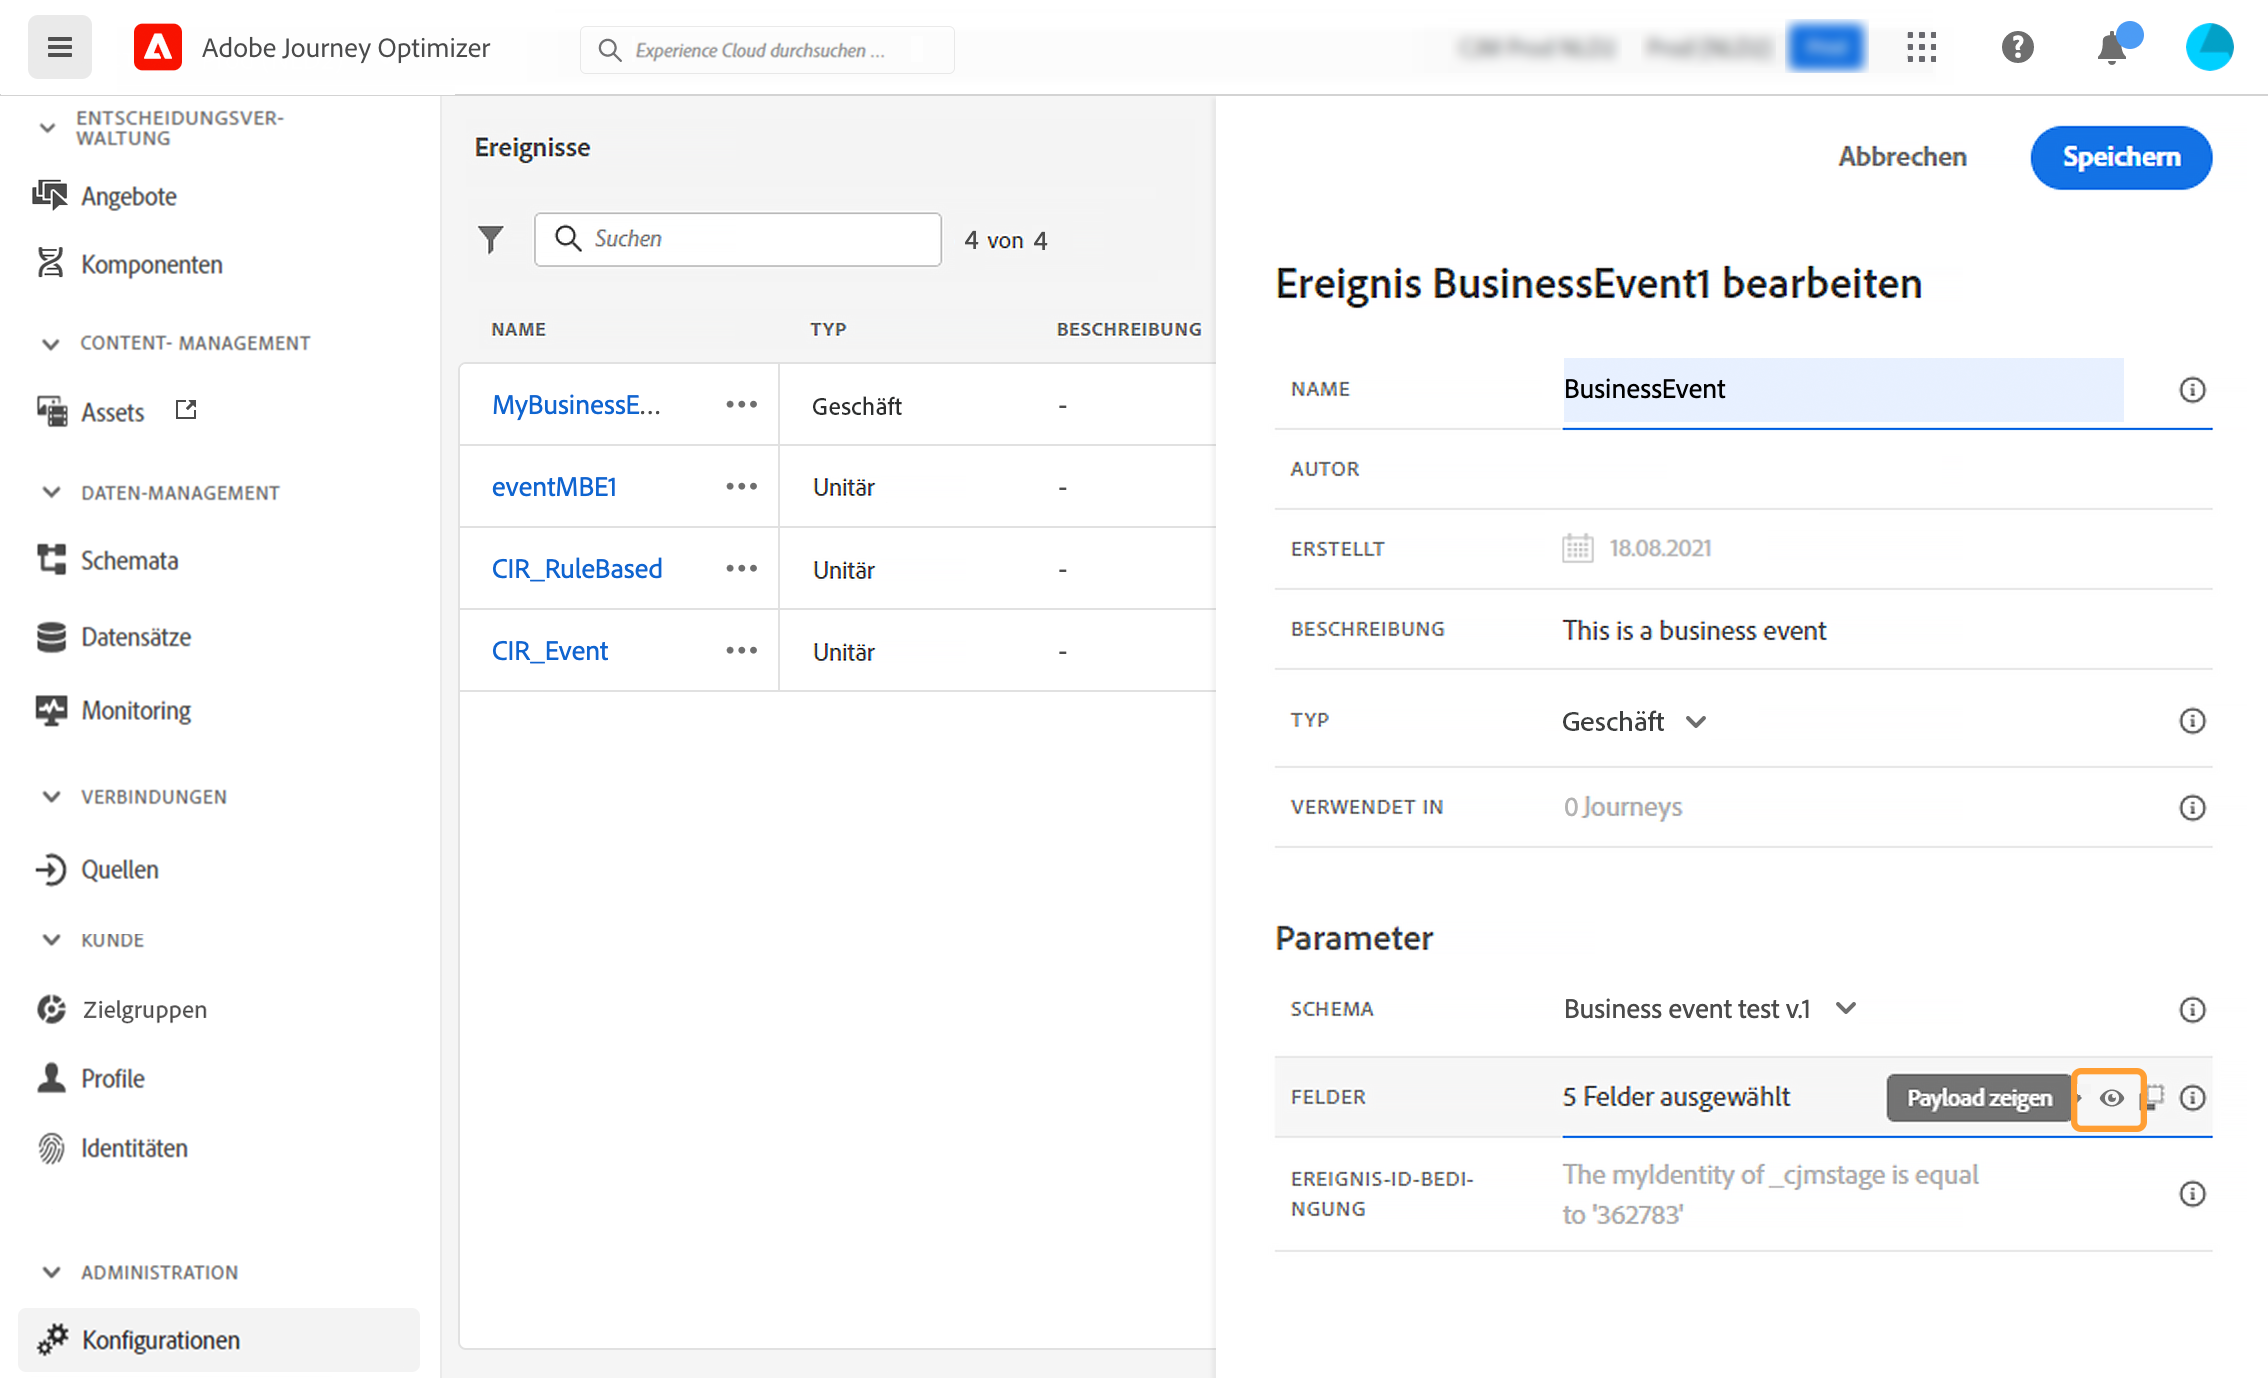 Adobe Journey Optimizer
Experience Cloud durchsuchen ...
ENTSCHEIDUNGSVER-
WALTUNG
Angebote
Komponenten
CONTENT- MANAGEMENT
Assets
DATEN-MANAGEMENT
Schemata
Datensätze
Monitoring
VERBINDUNGEN
Quellen
KUNDE
Zielgruppen
Profile
Identitäten
ADMINISTRATION
Konfigurationen
Ereignisse
Suchen
4 von 4
NAME TYP BESCHREIBUNG
MyBusinessE... ••• Geschäft -
eventMBE1 ••• Unitär -
CIR_RuleBased ••• Unitär -
CIR_Event ••• Unitär -
Abbrechen
Speichern
Ereignis BusinessEvent1 bearbeiten
NAME BusinessEvent
AUTOR
ERSTELLT 18.08.2021
BESCHREIBUNG This is a business event
TYP Geschäft
VERWENDET IN 0 Journeys
Parameter
SCHEMA Business event test v.1
FELDER 5 Felder ausgewählt Payload zeigen
EREIGNIS-ID-BEDI-
NGUNG
The myIdentity of _cjmstage is equal
to '362783'